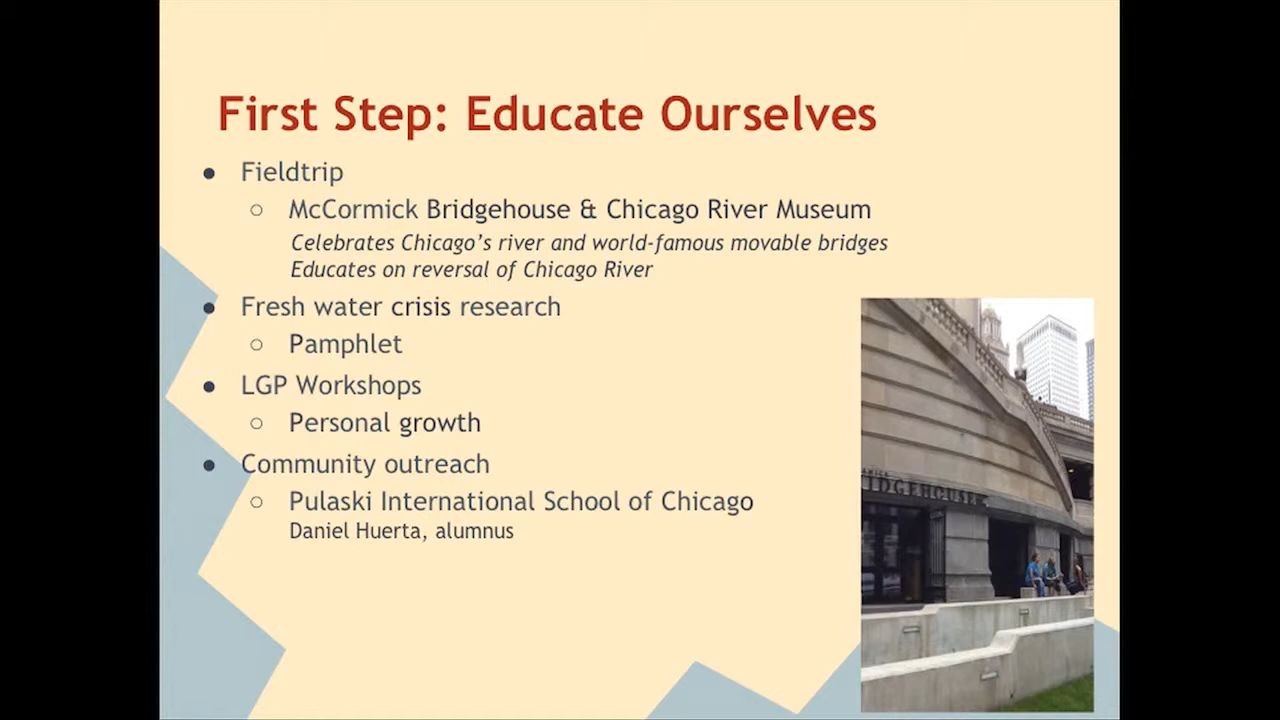 First Step: Educate Ourselves
● Fieldtrip
○ McCormick Bridgehouse & Chicago River Museum
Celebrates Chicago's river and world-famous movable bridges
Educates on reversal of Chicago River
● Fresh water crisis research
○ Pamphlet
● LGP Workshops
○ Personal growth
● Community outreach
○ Pulaski International School of Chicago
Daniel Huerta, alumnus